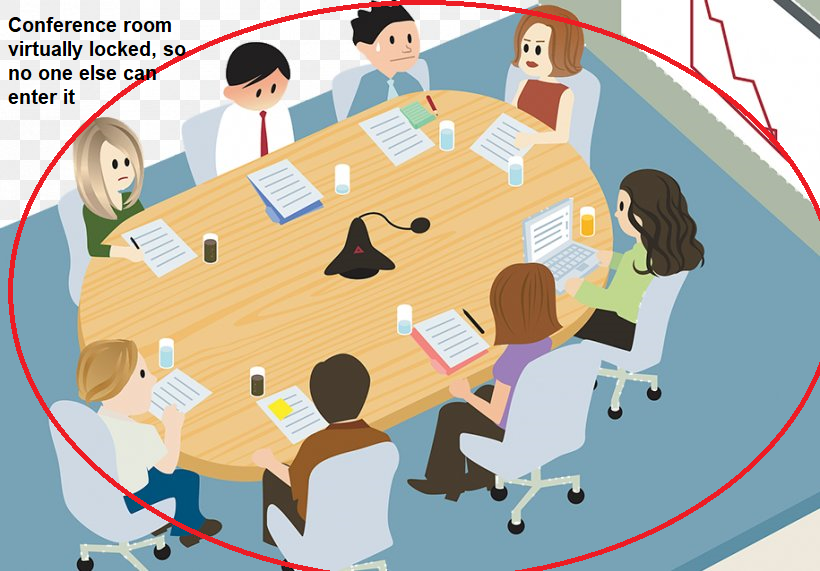 Conference room
virtually locked, so
no one else can
enter it